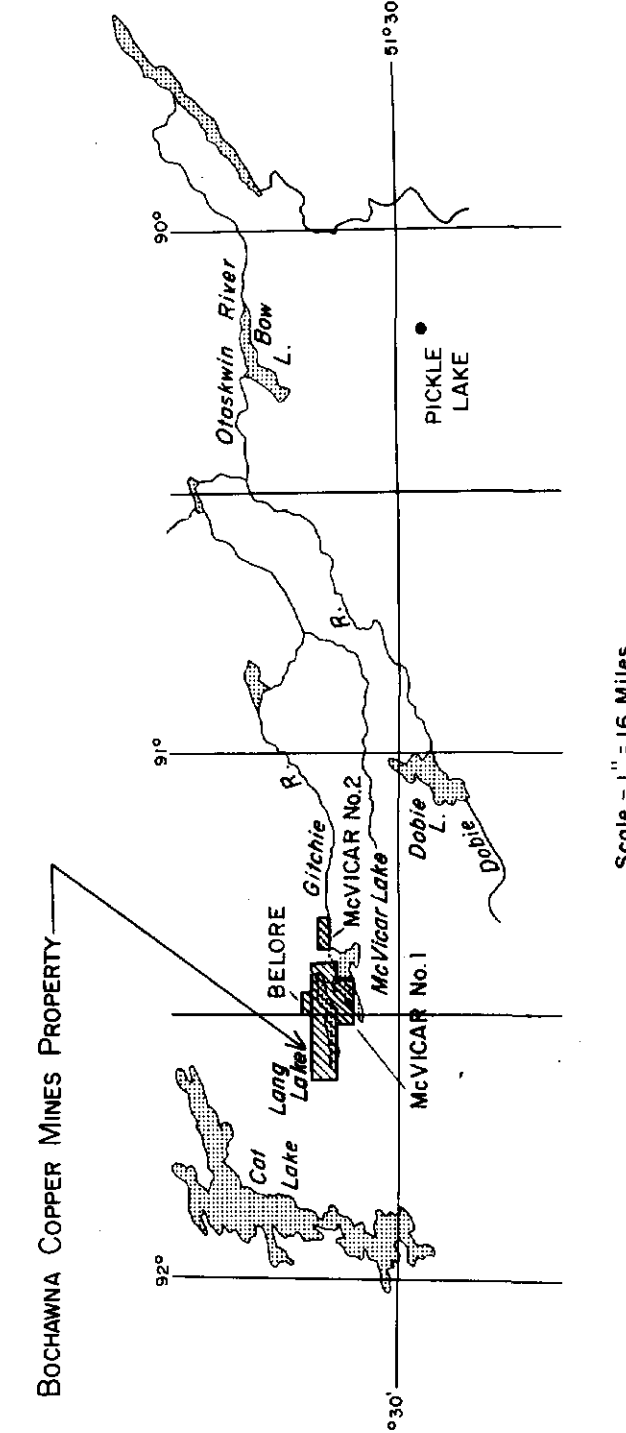 BOCHAWNA COPPER MINES PROPERTY
92°
91°
90°
Cat
Lake
Lang
Lake
BELORE
Gitchie
R.
McVICAR No.2
McVicar Lake
McVICAR No.1
R.
Otoskwin River
Bow
L.
Dobie
L.
Dobie
PICKLE
LAKE
°30'
51°30
Scale – 1" = 16 Miles